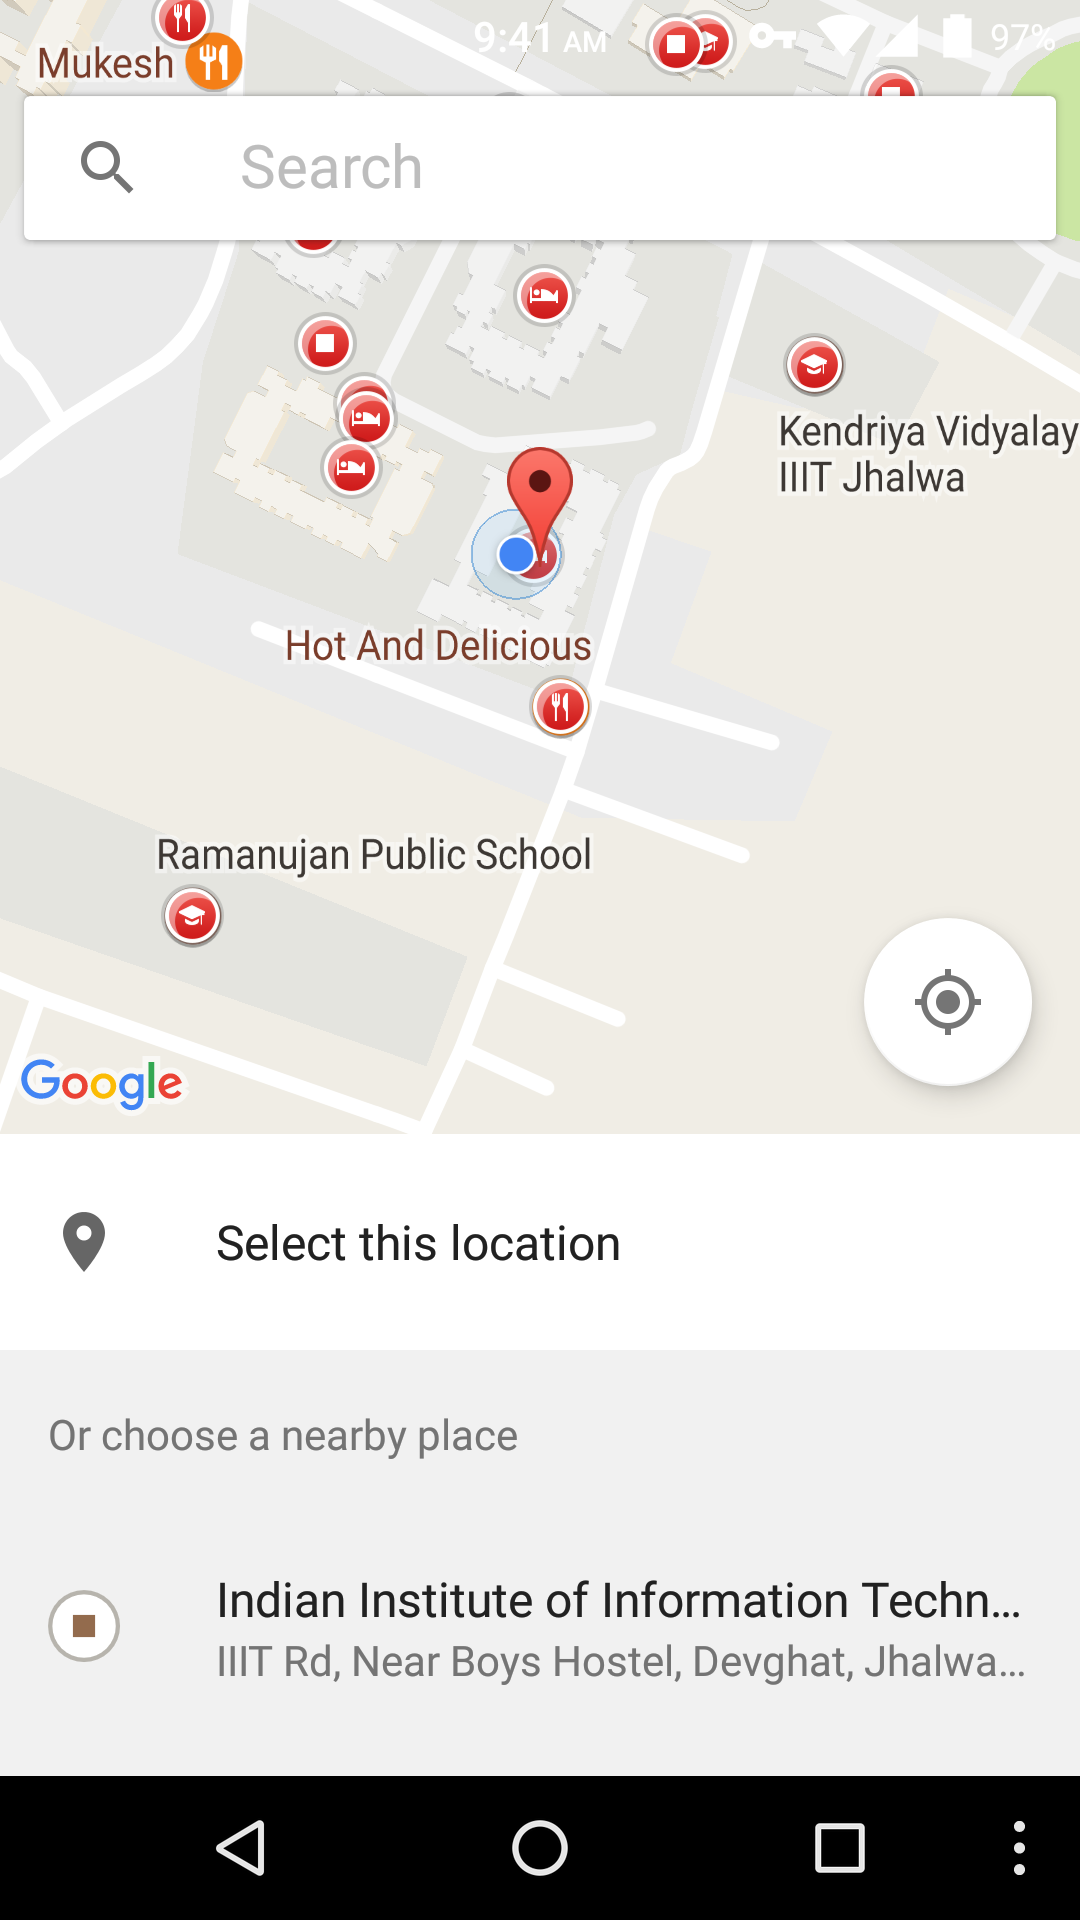 9:41 AM
97%
Mukesh
Search
Kendriya Vidyalay
IIIT Jhalwa
Hot And Delicious
Ramanujan Public School
Google
Select this location
Or choose a nearby place
Indian Institute of Information Techn...
IIIT Rd, Near Boys Hostel, Devghat, Jhalwa...